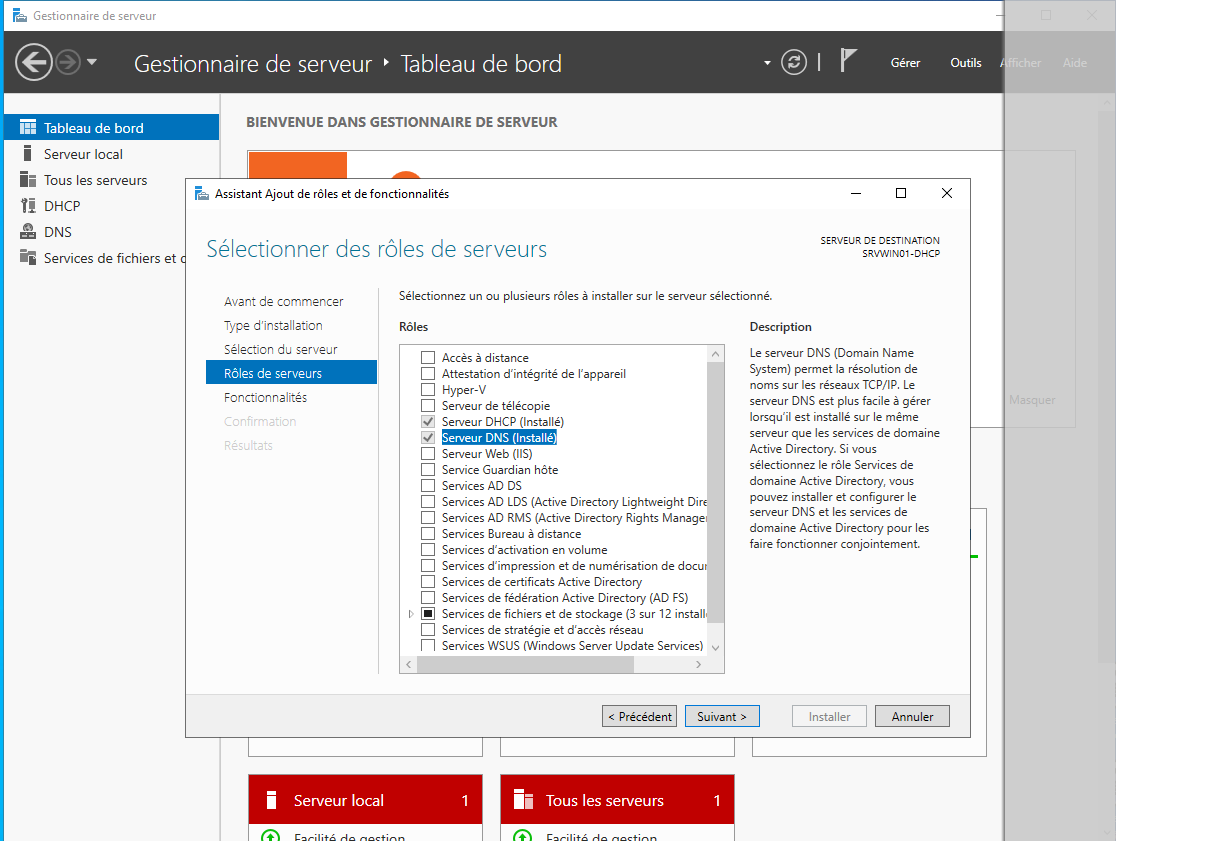 Gestionnaire de serveur
Gestionnaire de serveur ‣ Tableau de bord
Gérer
Outils
Afficher
Aide
Tableau de bord
Serveur local
Tous les serveurs
DHCP
DNS
Services de fichiers et d
BIENVENUE DANS GESTIONNAIRE DE SERVEUR
Masquer
Assistant Ajout de rôles et de fonctionnalités
Sélectionner des rôles de serveurs
SERVEUR DE DESTINATION
SRVWIN01-DHCP
Avant de commencer
Type d'installation
Sélection du serveur
Rôles de serveurs
Fonctionnalités
Confirmation
Résultats
Sélectionnez un ou plusieurs rôles à installer sur le serveur sélectionné.
Rôles
Accès à distance
Attestation d'intégrité de l'appareil
Hyper-V
Serveur de télécopie
Serveur DHCP (Installé)
Serveur DNS (Installé)
Serveur Web (IIS)
Service Guardian hôte
Services AD DS
Services AD LDS (Active Directory Lightweight Dire
Services AD RMS (Active Directory Rights Manager
Services Bureau à distance
Services d'activation en volume
Services d'impression et de numérisation de docu
Services de certificats Active Directory
Services de fédération Active Directory (AD FS)
Services de fichiers et de stockage (3 sur 12 installé
Services de stratégie et d'accès réseau
Services WSUS (Windows Server Update Services)
Description
Le serveur DNS (Domain Name
System) permet la résolution de
noms sur les réseaux TCP/IP. Le
serveur DNS est plus facile à gérer
lorsqu'il est installé sur le même
serveur que les services de domaine
Active Directory. Si vous
sélectionnez le rôle Services de
domaine Active Directory, vous
pouvez installer et configurer le
serveur DNS et les services de
domaine Active Directory pour les
faire fonctionner conjointement.
< Précédent
Suivant >
Installer
Annuler
Serveur local 1
Tous les serveurs 1
Facilité de gestion
Facilité de gestion